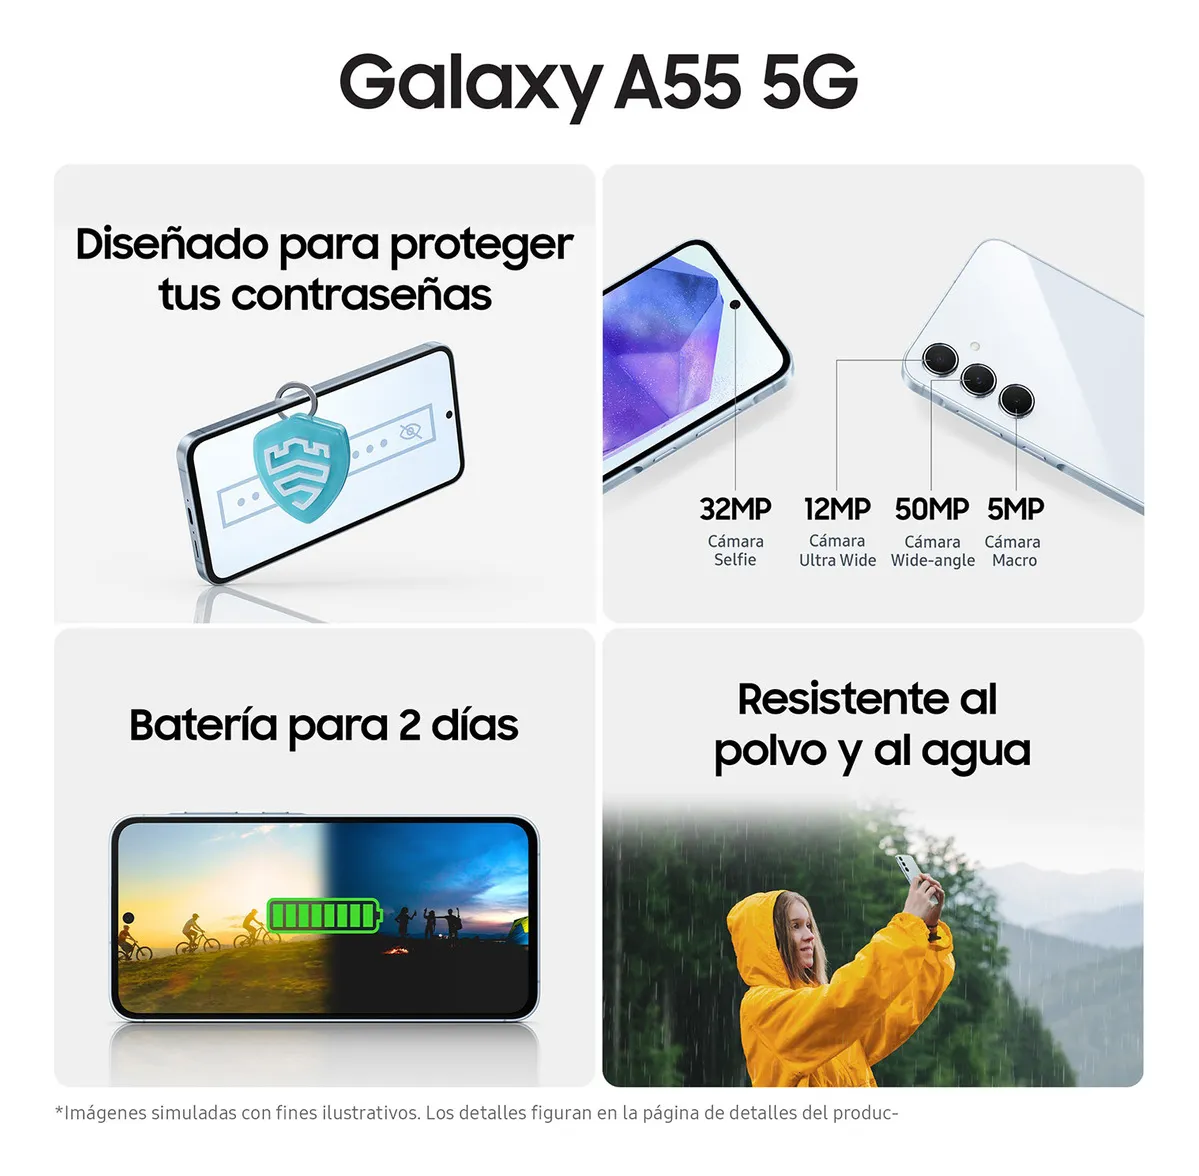 Galaxy A55 5G
Diseñado para proteger
tus contraseñas
32MP
Cámara
Selfie
12MP
Cámara
Ultra Wide
50MP
Cámara
Wide-angle
5MP
Cámara
Macro
Batería para 2 días
Resistente al
polvo y al agua
*Imágenes simuladas con fines ilustrativos. Los detalles figuran en la página de detalles del produc-